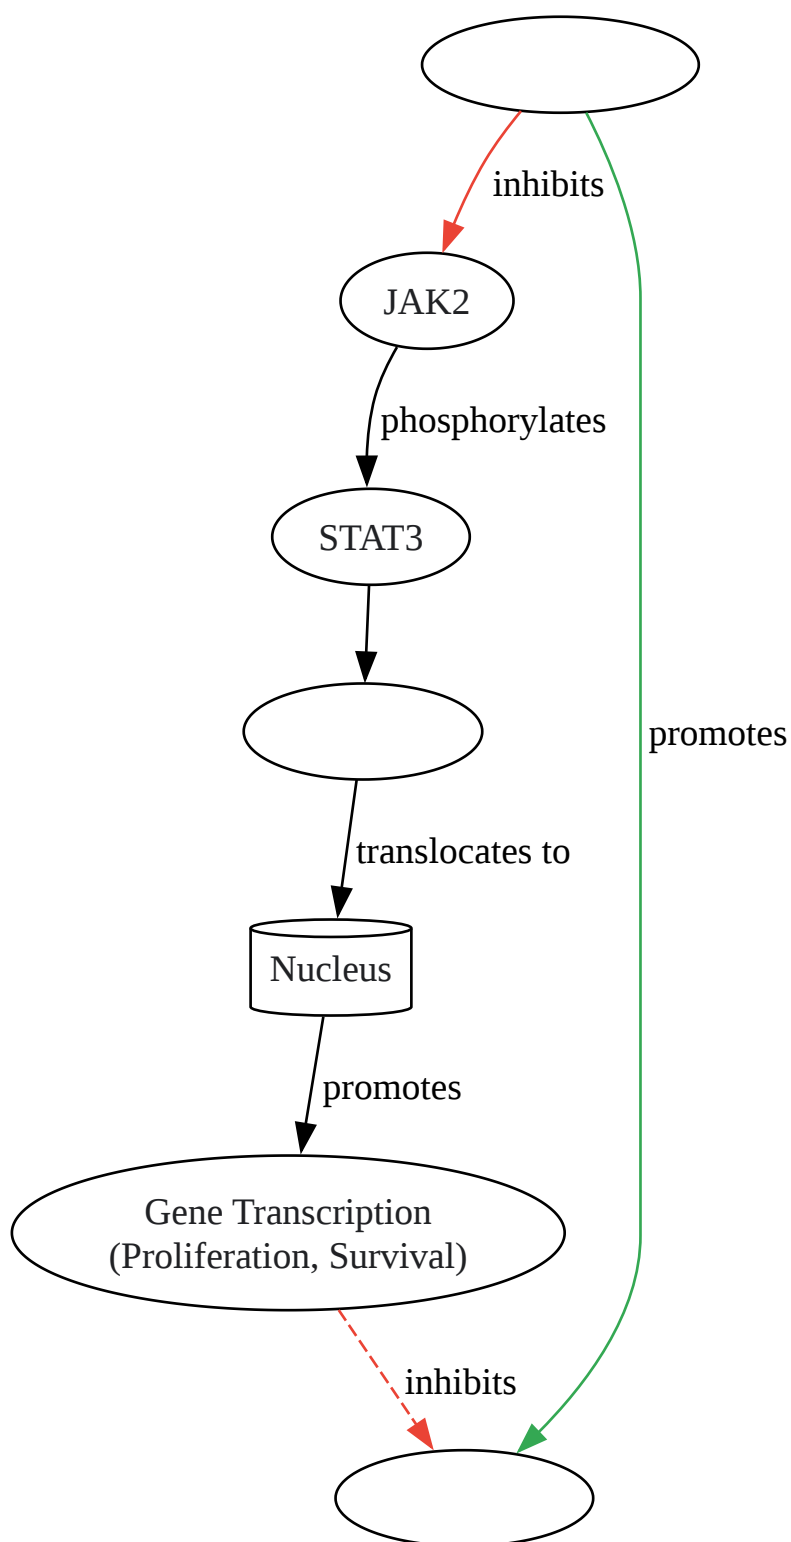 inhibits
JAK2
phosphorylates
STAT3
promotes
translocates to
Nucleus
promotes
Gene Transcription
(Proliferation, Survival)
inhibits